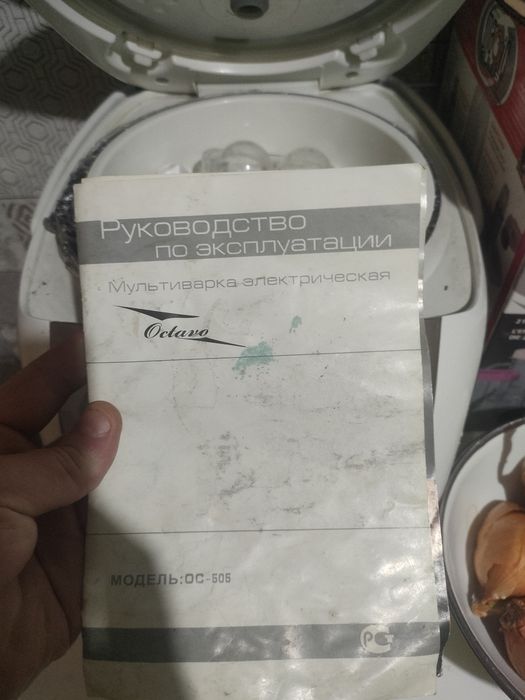 Руководство
по эксплуатации
Мультиварка электрическая
Octavo
МОДЕЛЬ:ОС-505